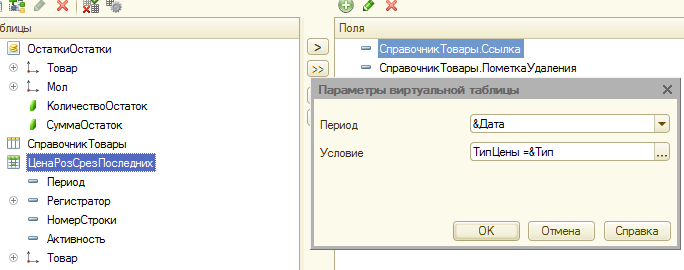 аблицы
ОстаткиОстатки
Товар
Мол
КоличествоОстаток
СуммаОстаток
СправочникТовары
ЦенаРозСрезПоследних
Период
Регистратор
НомерСтроки
Активность
Товар
>
>>
Поля
СправочникТовары.Ссылка
СправочникТовары.ПометкаУдаления
Параметры виртуальной таблицы
Период
&Дата
Условие
ТипЦены =&Тип
...
OK
Отмена
Справка